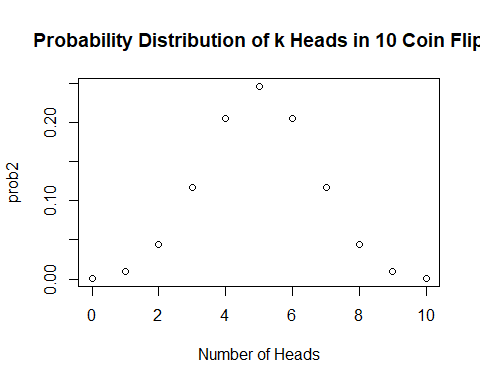 Probability Distribution of k Heads in 10 Coin Flip
prob2
0.20
0.10
0.00
0 2 4 6 8 10
Number of Heads